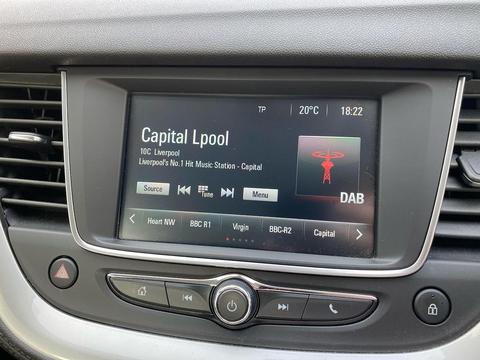 TP 20°C 18:22
Capital Lpool
10C Liverpool
Liverpool's No.1 Hit Music Station - Capital
Source Tune Menu
DAB
Heart NW BBC R1 Virgin BBC-R2 Capital